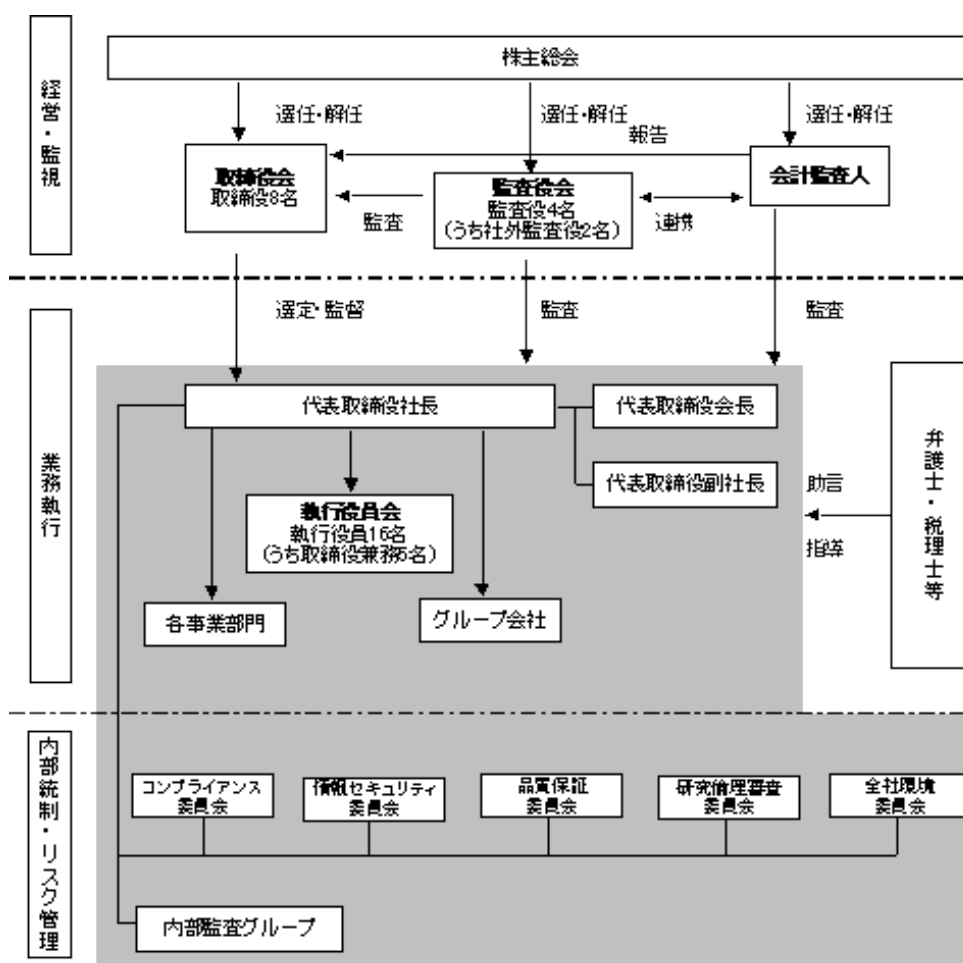 株主総会
経営・監視
選任・解任
選任・解任
選任・解任
報告
取締役会
取締役8名
監査
監査役会
監査役4名
(うち社外監査役2名)
連携
会計監査人
選定・監督
監査
監査
業務執行
代表取締役社長
代表取締役会長
代表取締役副社長
執行役員会
執行役員16名
(うち取締役兼務6名)
各事業部門
グループ会社
助言
指導
弁護士・税理士等
内部統制・リスク管理
コンプライアンス
委員会
情報セキュリティ
委員会
品質保証
委員会
研究倫理審査
委員会
全社環境
委員会
内部監査グループ